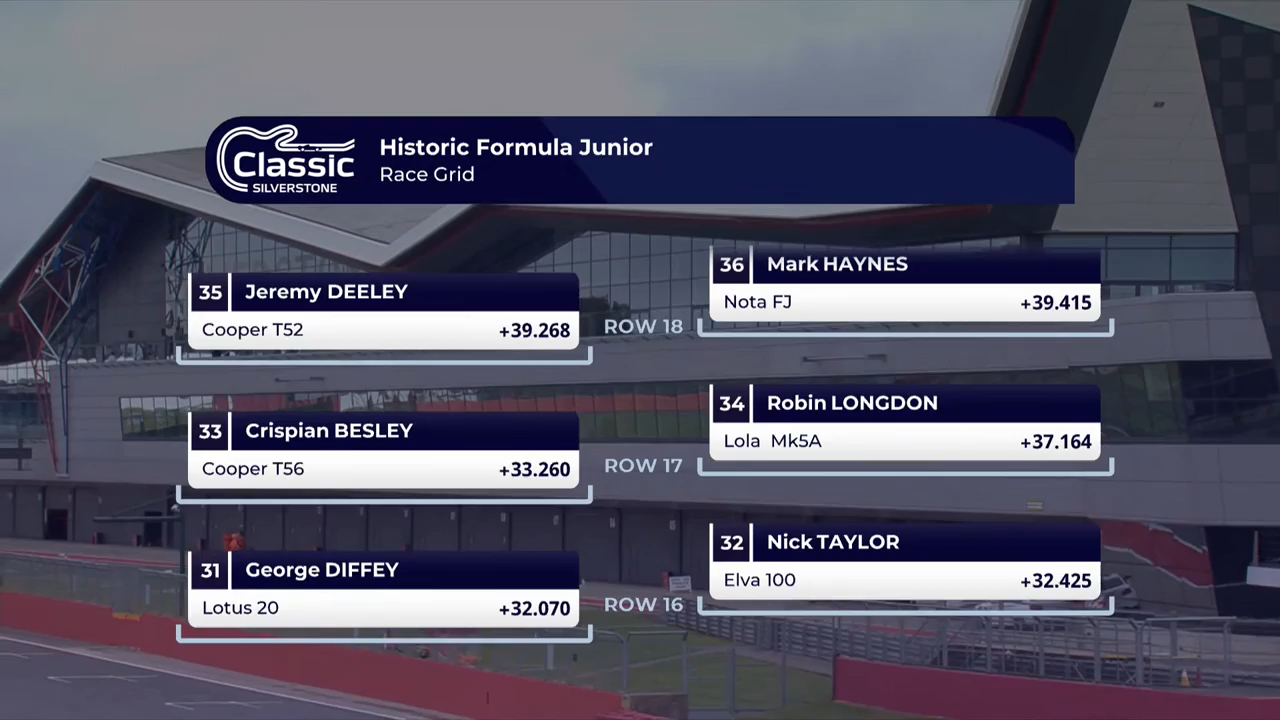 Classic
SILVERSTONE
Historic Formula Junior
Race Grid
35 Jeremy DEELEY
Cooper T52 +39.268
ROW 18
36 Mark HAYNES
Nota FJ +39.415
33 Crispian BESLEY
Cooper T56 +33.260
ROW 17
34 Robin LONGDON
Lola Mk5A +37.164
31 George DIFFEY
Lotus 20 +32.070
ROW 16
32 Nick TAYLOR
Elva 100 +32.425